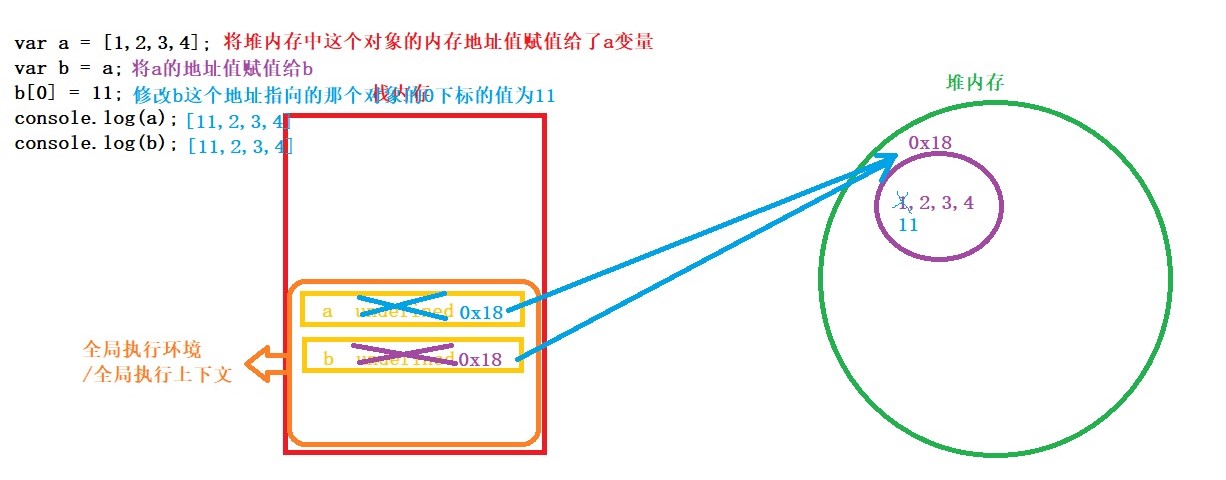 var a = [1,2,3,4]; 将堆内存中这个对象的内存地址值赋值给了a变量
var b = a; 将a的地址值赋值给b
b[0] = 11; 修改b这个地址指向的那个对象的0下标的值为11
console.log(a); [11,2,3,4]
console.log(b); [11,2,3,4]
栈内存
堆内存
0x18
1,2,3,4
11
a undefined 0x18
b undefined 0x18
全局执行环境
/全局执行上下文